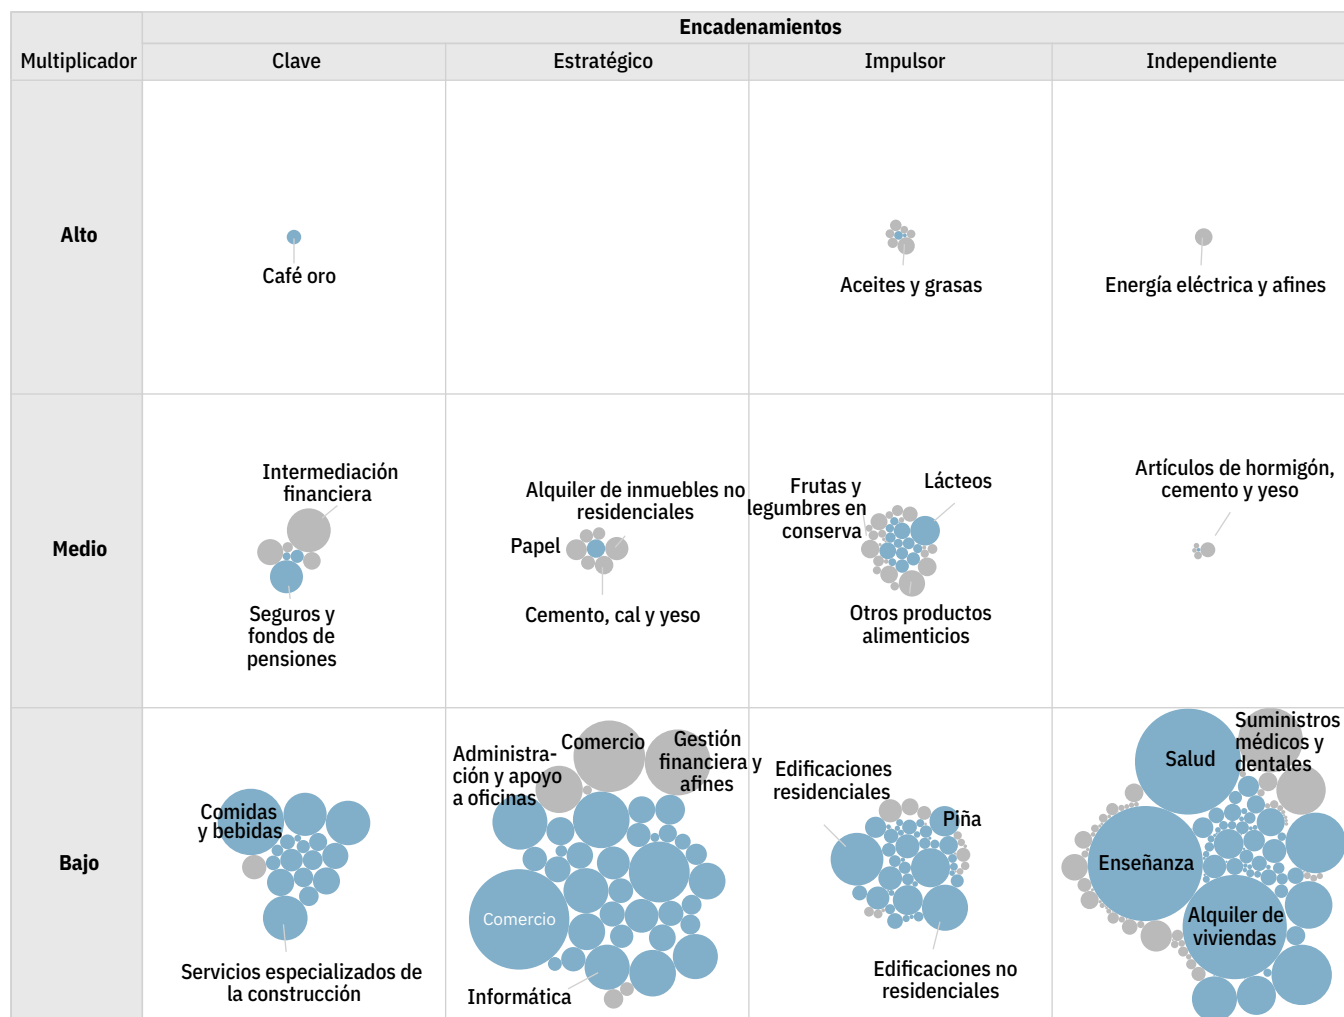 Encadenamientos
Multiplicador
Clave
Estratégico
Impulsor
Independiente
Alto
Café oro
Aceites y grasas
Energía eléctrica y afines
Medio
Intermediación
financiera
Seguros y
fondos de
pensiones
Alquiler de inmuebles no
residenciales
Papel
Cemento, cal y yeso
Frutas y
legumbres en
conserva
Lácteos
Otros productos
alimenticios
Artículos de hormigón,
cemento y yeso
Bajo
Comidas
y bebidas
Servicios especializados de
la construcción
Administra-
ción y apoyo
a oficinas
Comercio
Gestión
financiera y
afines
Comercio
Informática
Edificaciones
residenciales
Piña
Edificaciones no
residenciales
Salud
Suministros
médicos y
dentales
Enseñanza
Alquiler de
viviendas